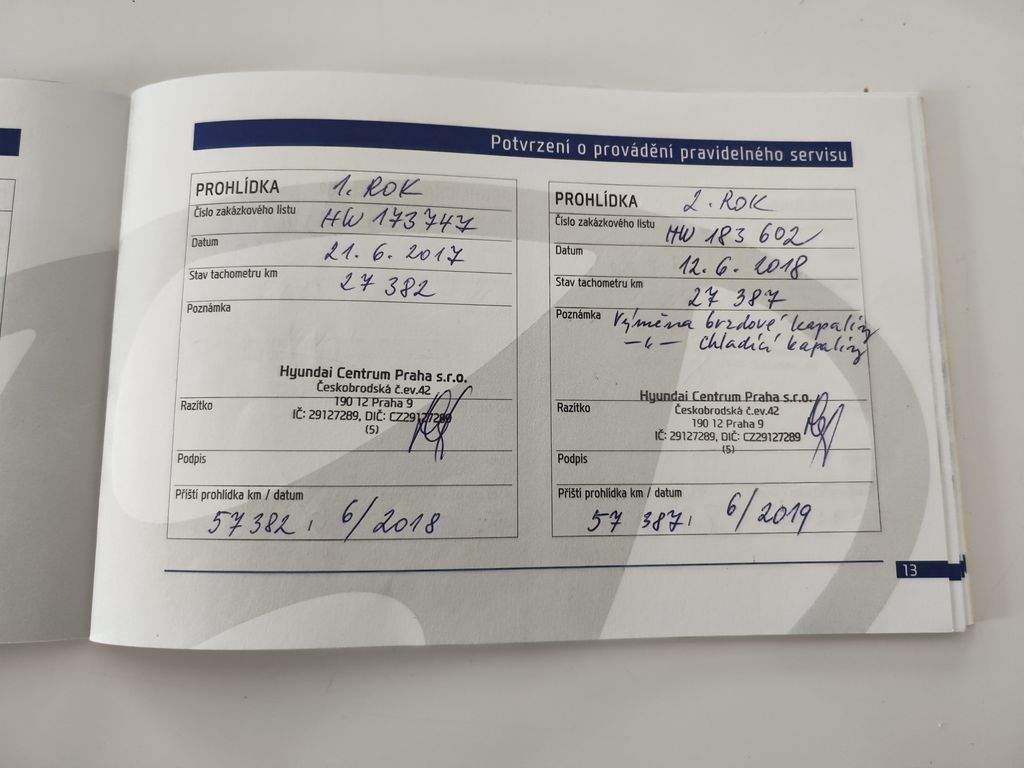 Potvrzení o provádění pravidelného servisu
PROHLÍDKA 1. ROK
Číslo zakázkového listu HW 173747
Datum 21. 6. 2017
Stav tachometru km 27 382
Poznámka
Hyundai Centrum Praha s.r.o.
Českobrodská č.ev.42
Razítko 190 12 Praha 9
IČ: 29127289, DIČ: CZ29127289
(5)
Podpis
Příští prohlídka km / datum
57 382, 6/2018
PROHLÍDKA 2. ROK
Číslo zakázkového listu HW 183 602
Datum 12. 6. 2018
Stav tachometru km 27 387
Poznámka Výměna brzdové kapaliny
—"— chladící kapaliny
Hyundai Centrum Praha s.r.o.
Razítko Českobrodská č.ev.42
190 12 Praha 9
IČ: 29127289, DIČ: CZ29127289
(5)
Podpis
Příští prohlídka km / datum
57 387, 6/2019
13